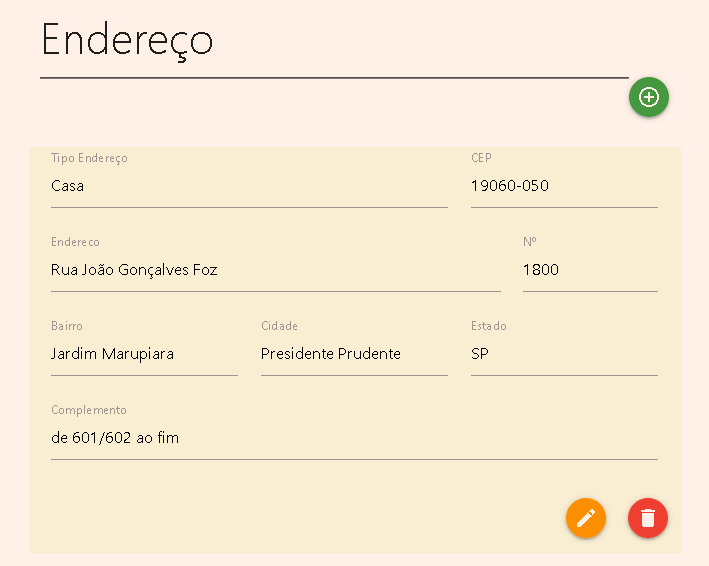 Endereço
Tipo Endereço CEP
Casa 19060-050
Endereco Nº
Rua João Gonçalves Foz 1800
Bairro Cidade Estado
Jardim Marupiara Presidente Prudente SP
Complemento
de 601/602 ao fim